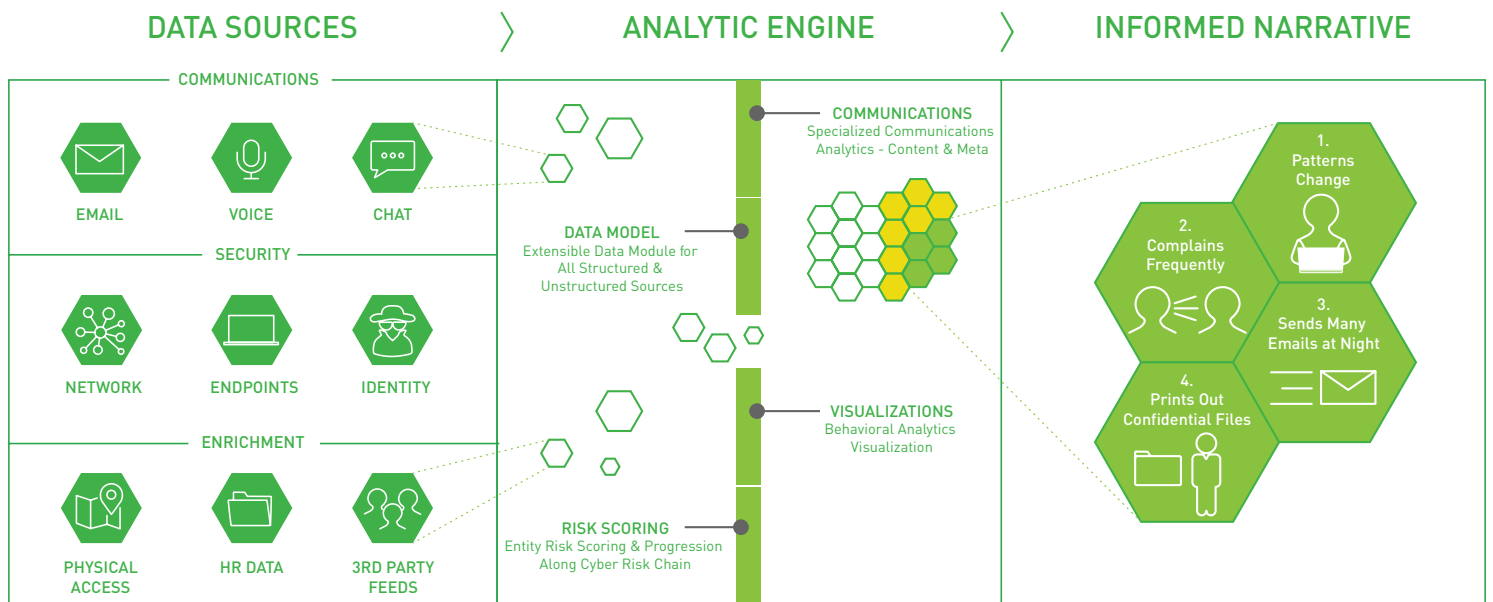 DATA SOURCES
ANALYTIC ENGINE
INFORMED NARRATIVE
COMMUNICATIONS
EMAIL
VOICE
CHAT
SECURITY
NETWORK
ENDPOINTS
IDENTITY
ENRICHMENT
PHYSICAL
ACCESS
HR DATA
3RD PARTY
FEEDS
COMMUNICATIONS
Specialized Communications
Analytics - Content & Meta
DATA MODEL
Extensible Data Module for
All Structured &
Unstructured Sources
VISUALIZATIONS
Behavioral Analytics
Visualization
RISK SCORING
Entity Risk Scoring & Progression
Along Cyber Risk Chain
1.
Patterns
Change
2.
Complains
Frequently
3.
Sends Many
Emails at Night
4.
Prints Out
Confidential Files